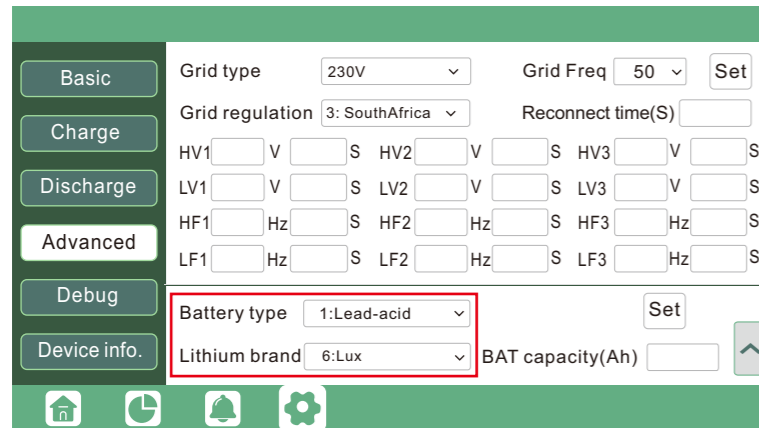 Basic
Charge
Discharge
Advanced
Debug
Device info.
Grid type 230V Grid Freq 50 Set
Grid regulation 3: SouthAfrica Reconnect time(S)
HV1 V S HV2 V S HV3 V S
LV1 V S LV2 V S LV3 V S
HF1 Hz S HF2 Hz S HF3 Hz S
LF1 Hz S LF2 Hz S LF3 Hz S
Battery type 1:Lead-acid Set
Lithium brand 6:Lux BAT capacity(Ah)